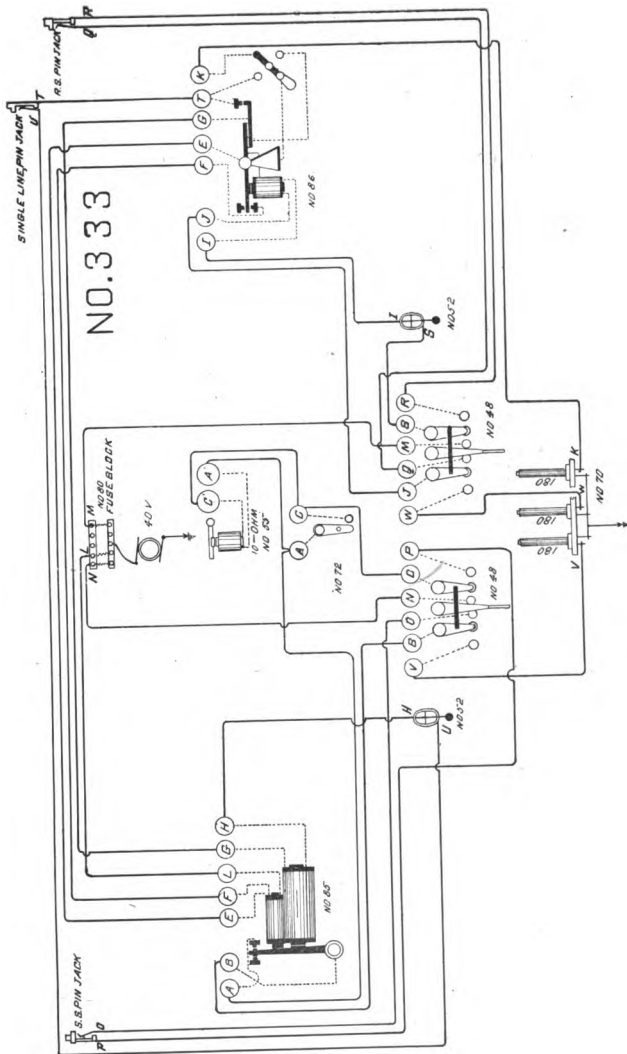 SINGLE LINE, PIN JACK
T
U
R.S. PIN JACK
R
Q
S.S. PIN JACK
P
O
NO. 333
K
T
G
E
F
J
I
NO 86
M
L
N
NO 80
FUSE BLOCK
40 V
A
C
10-OHM
NO 55
C
A
NO 72
I
S
NO 52
R
B
M
Q
J
W
NO 48
P
D
N
O
B
V
NO 48
180
180
180
K
W
V
NO 70
H
U
NO 52
H
G
L
F
E
B
A
NO 85